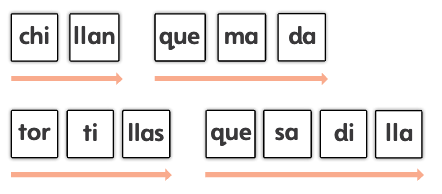 chi llan que ma da
tor ti llas que sa di lla